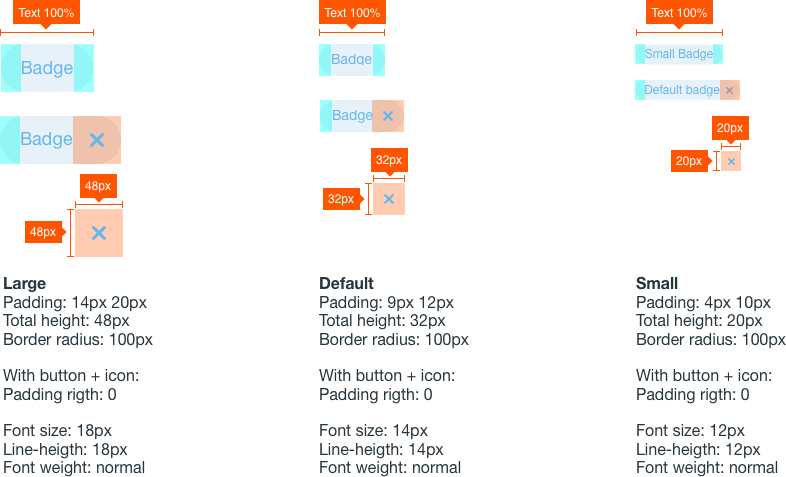 Text 100%
Badge
Badge
48px
48px
Large
Padding: 14px 20px
Total height: 48px
Border radius: 100px
With button + icon:
Padding rigth: 0
Font size: 18px
Line-heigth: 18px
Font weight: normal
Text 100%
Badge
Badge
32px
32px
Default
Padding: 9px 12px
Total height: 32px
Border radius: 100px
With button + icon:
Padding rigth: 0
Font size: 14px
Line-heigth: 14px
Font weight: normal
Text 100%
Small Badge
Default badge
20px
20px
Small
Padding: 4px 10px
Total height: 20px
Border radius: 100px
With button + icon:
Padding rigth: 0
Font size: 12px
Line-heigth: 12px
Font weight: normal